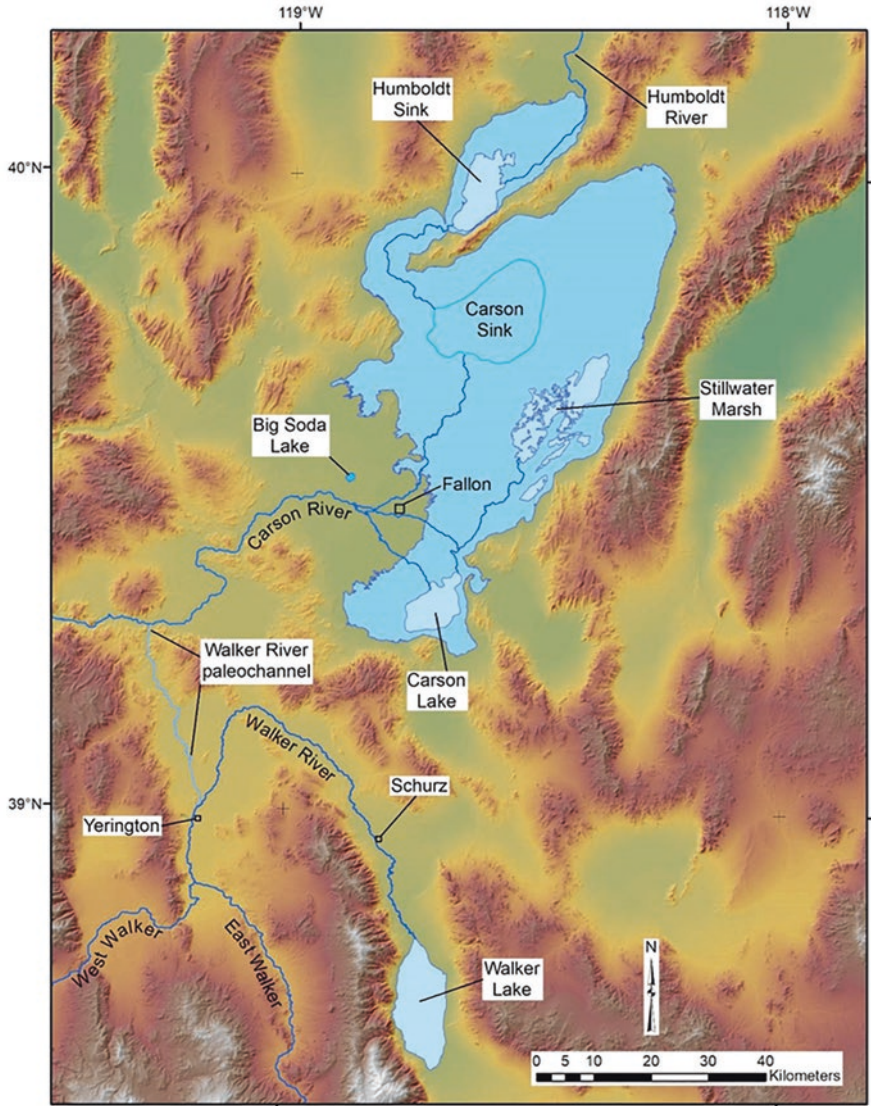 119°W
118°W
Humboldt
Sink
Humboldt
River
40°N
Carson
Sink
Stillwater
Marsh
Big Soda
Lake
Fallon
Carson River
Walker River
paleochannel
Carson
Lake
Walker River
Schurz
39°N
Yerington
West Walker
East Walker
N
Walker
Lake
0 5 10 20 30 40
Kilometers